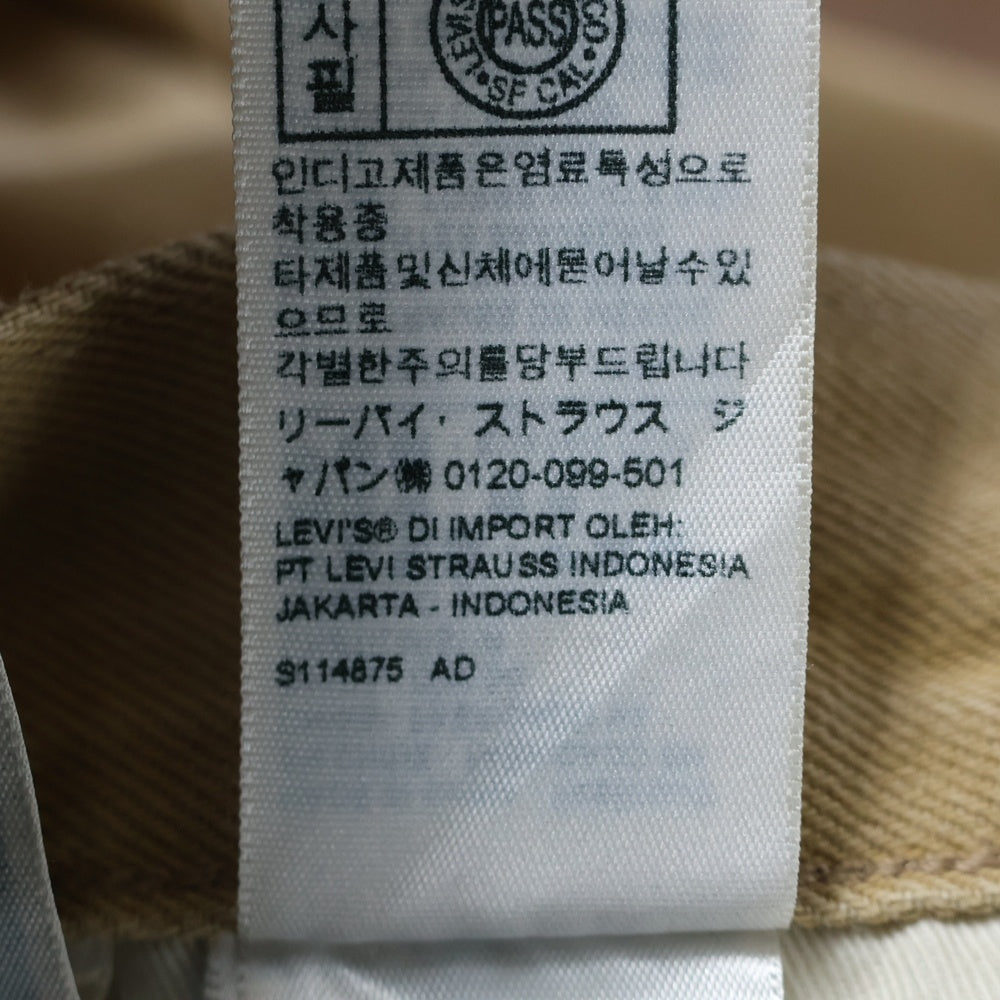 사
필
LEVI'S
PASS
CO
SF CAL
인디고제품은염료특성으로
착용중
타제품및신체에묻어날수있
으므로
각별한주의를당부드립니다
リーバイ・ストラウス ジ
ャパン㈱ 0120-099-501
LEVI'S® DI IMPORT OLEH:
PT LEVI STRAUSS INDONESIA
JAKARTA - INDONESIA
S114875 AD